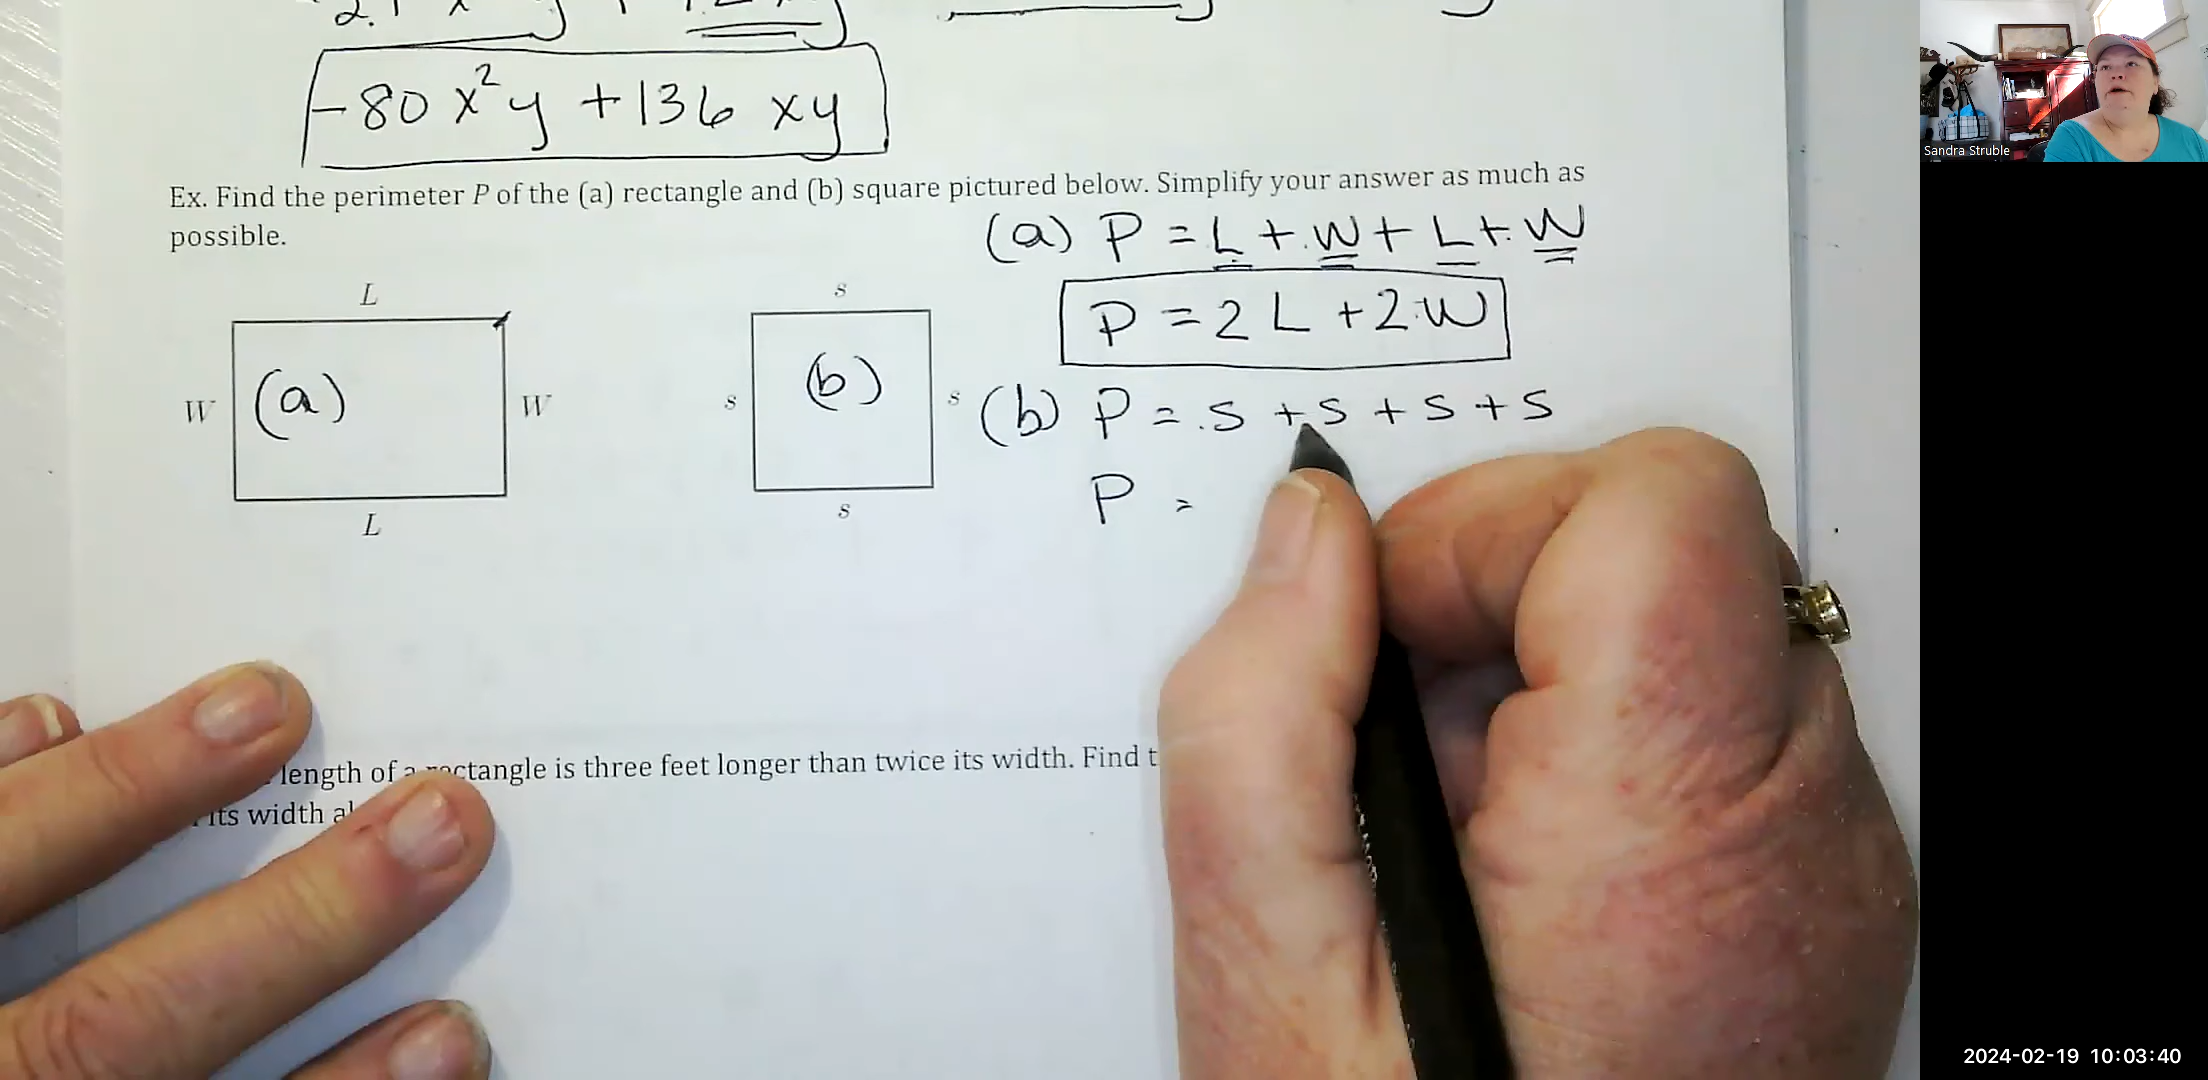 -80x²y + 136xy
Ex. Find the perimeter P of the (a) rectangle and (b) square pictured below. Simplify your answer as much as
possible.
(a) P = L + W + L + W
P = 2L + 2W
L
W
(a)
W
L
s
s
(b)
s
s
(b) P = s + s + s + s
P =
length of a rectangle is three feet longer than twice its width. Find
its width
Sandra Struble
2024-02-19 10:03:40